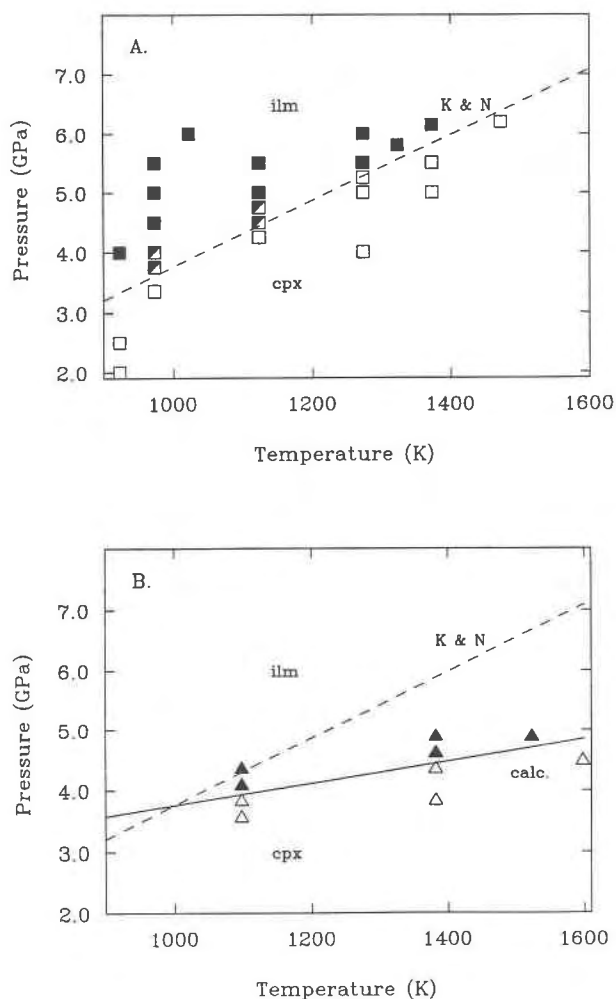 A.
7.0
6.0
5.0
4.0
3.0
2.0
Pressure (GPa)
ilm
K & N
cpx
1000
1200
1400
1600
Temperature (K)
B.
7.0
6.0
5.0
4.0
3.0
2.0
Pressure (GPa)
ilm
K & N
calc.
cpx
1000
1200
1400
1600
Temperature (K)